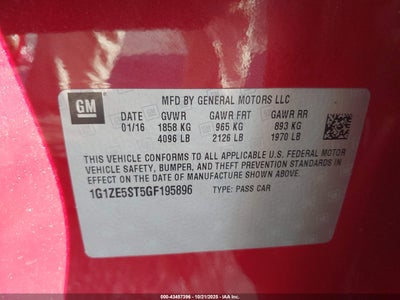 GM
MFD BY GENERAL MOTORS LLC
DATE GVWR GAWR FRT GAWR RR
01/16 1858 KG 965 KG 893 KG
4096 LB 2126 LB 1970 LB
THIS VEHICLE CONFORMS TO ALL APPLICABLE U.S. FEDERAL MOTOR
VEHICLE SAFETY, BUMPER, AND THEFT PREVENTION STANDARDS IN
EFFECT ON THE DATE OF MANUFACTURE SHOWN ABOVE.
1G1ZE5ST5GF195896 TYPE: PASS CAR
000-43457396 - 10/21/2025 - IAA Inc.